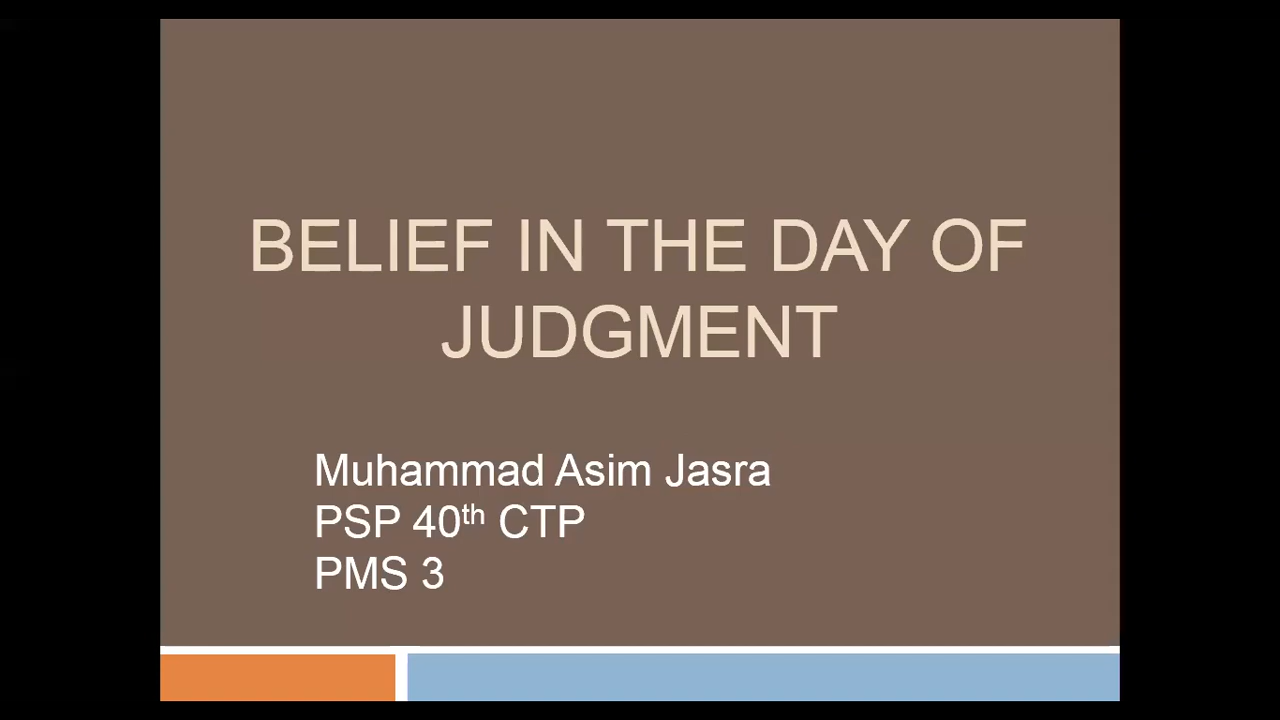 BELIEF IN THE DAY OF
JUDGMENT
Muhammad Asim Jasra
PSP 40th CTP
PMS 3